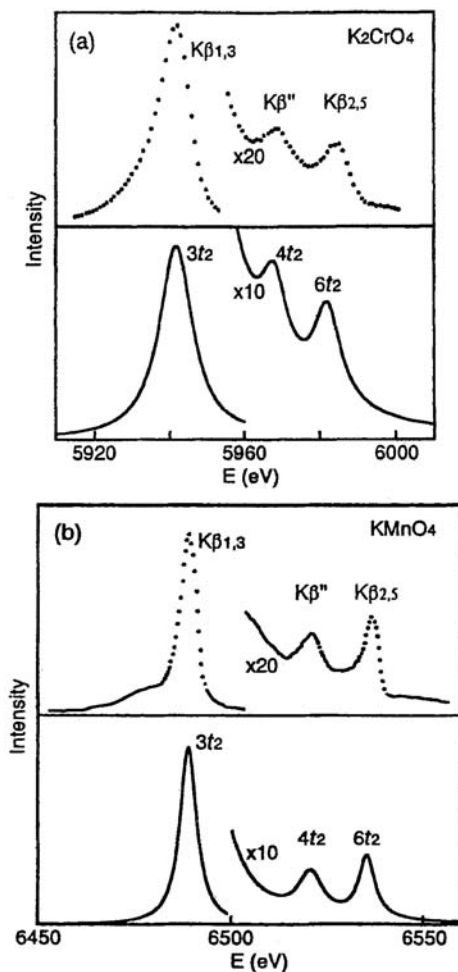 (a)
K₂CrO₄
Kβ1,3
Kβ"
Kβ2,5
x20
Intensity
3t₂
4t₂
6t₂
x10
5920
5960
6000
E (eV)
(b)
KMnO₄
Kβ1,3
Kβ"
Kβ2,5
x20
Intensity
3t₂
4t₂
6t₂
x10
6450
6500
6550
E (eV)